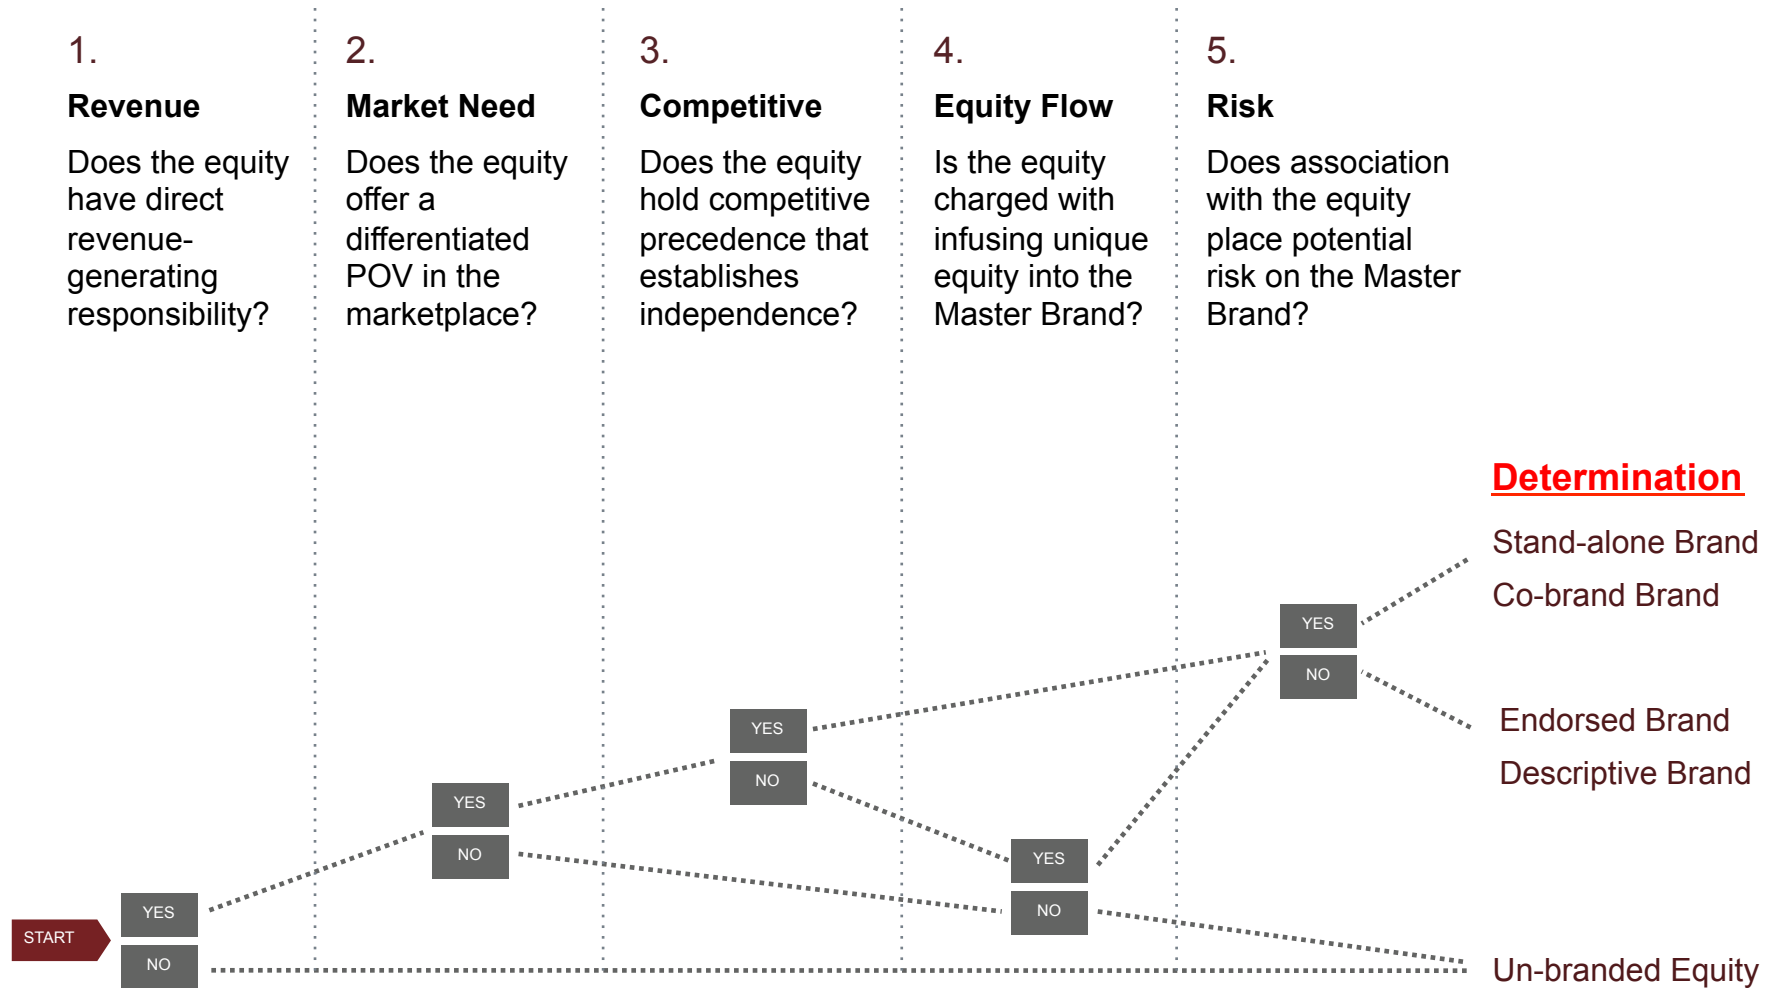 1.
Revenue
Does the equity
have direct
revenue-
generating
responsibility?
2.
Market Need
Does the equity
offer a
differentiated
POV in the
marketplace?
3.
Competitive
Does the equity
hold competitive
precedence that
establishes
independence?
4.
Equity Flow
Is the equity
charged with
infusing unique
equity into the
Master Brand?
5.
Risk
Does association
with the equity
place potential
risk on the Master
Brand?
Determination
Stand-alone Brand
Co-brand Brand
Endorsed Brand
Descriptive Brand
Un-branded Equity
START
YES
NO
YES
NO
YES
NO
YES
NO
YES
NO